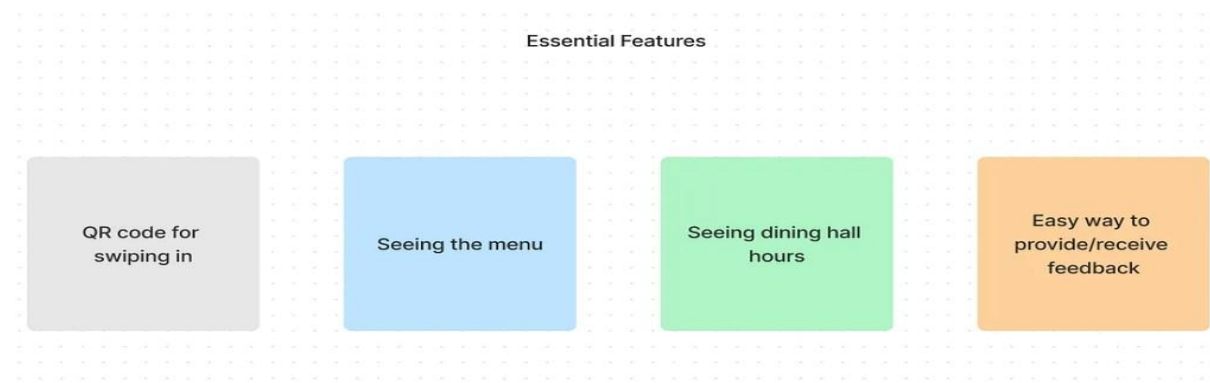 Essential Features
QR code for
swiping in
Seeing the menu
Seeing dining hall
hours
Easy way to
provide/receive
feedback